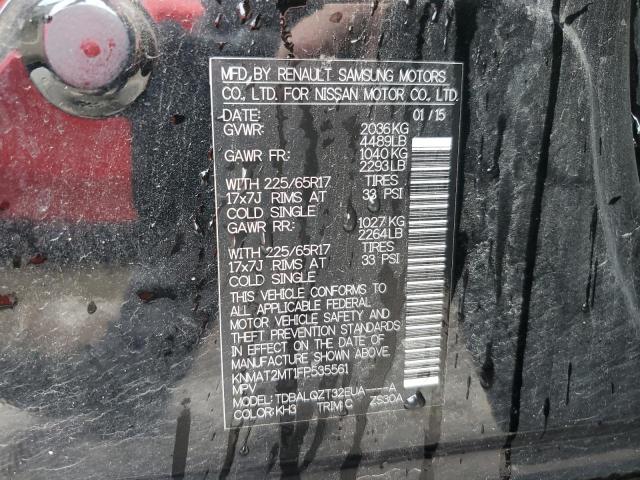 MFD. BY RENAULT SAMSUNG MOTORS
CO., LTD. FOR NISSAN MOTOR CO., LTD.
DATE: 01/15
GVWR: 2036KG
4489LB
GAWR FR: 1040KG
2293LB
WITH 225/65R17 TIRES
17x7J RIMS AT 33 PSI
COLD SINGLE
GAWR RR: 1027 KG
2264LB
WITH 225/65R17 TIRES
17x7J RIMS AT 33 PSI
COLD SINGLE
THIS VEHICLE CONFORMS TO
ALL APPLICABLE FEDERAL
MOTOR VEHICLE SAFETY AND
THEFT PREVENTION STANDARDS
IN EFFECT ON THE DATE OF
MANUFACTURE SHOWN ABOVE.
KNMAT2MT1FP535561
MPV
MODEL: TDBALQZT32EUA----A
COLOR: KH3 TRIM: C ZS30A